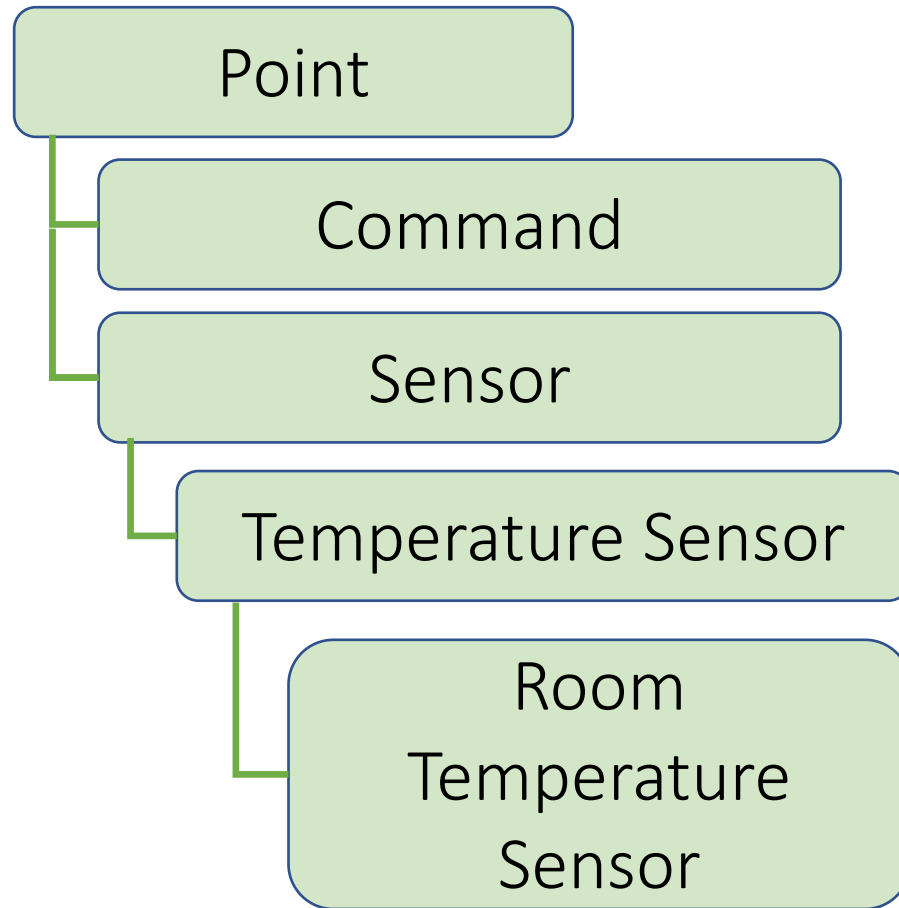 Point
Command
Sensor
Temperature Sensor
Room
Temperature
Sensor